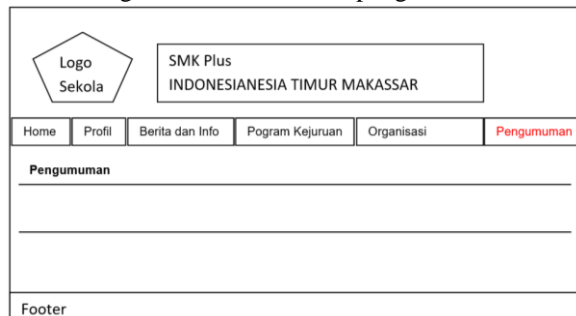 Logo
Sekola
SMK Plus
INDONESIANESIA TIMUR MAKASSAR
Home Profil Berita dan Info Pogram Kejuruan Organisasi Pengumuman
Pengumuman
Footer